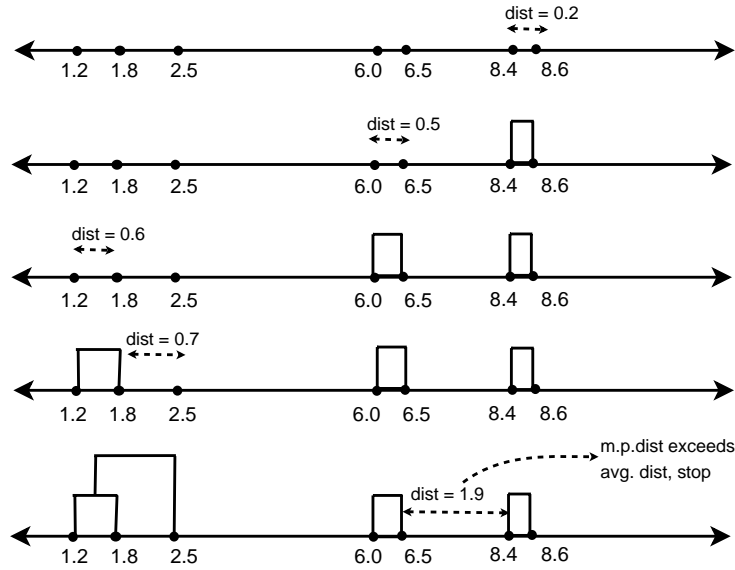 dist = 0.2
1.2 1.8 2.5 6.0 6.5 8.4 8.6
dist = 0.5
1.2 1.8 2.5 6.0 6.5 8.4 8.6
dist = 0.6
1.2 1.8 2.5 6.0 6.5 8.4 8.6
dist = 0.7
1.2 1.8 2.5 6.0 6.5 8.4 8.6
m.p.dist exceeds
avg. dist, stop
dist = 1.9
1.2 1.8 2.5 6.0 6.5 8.4 8.6